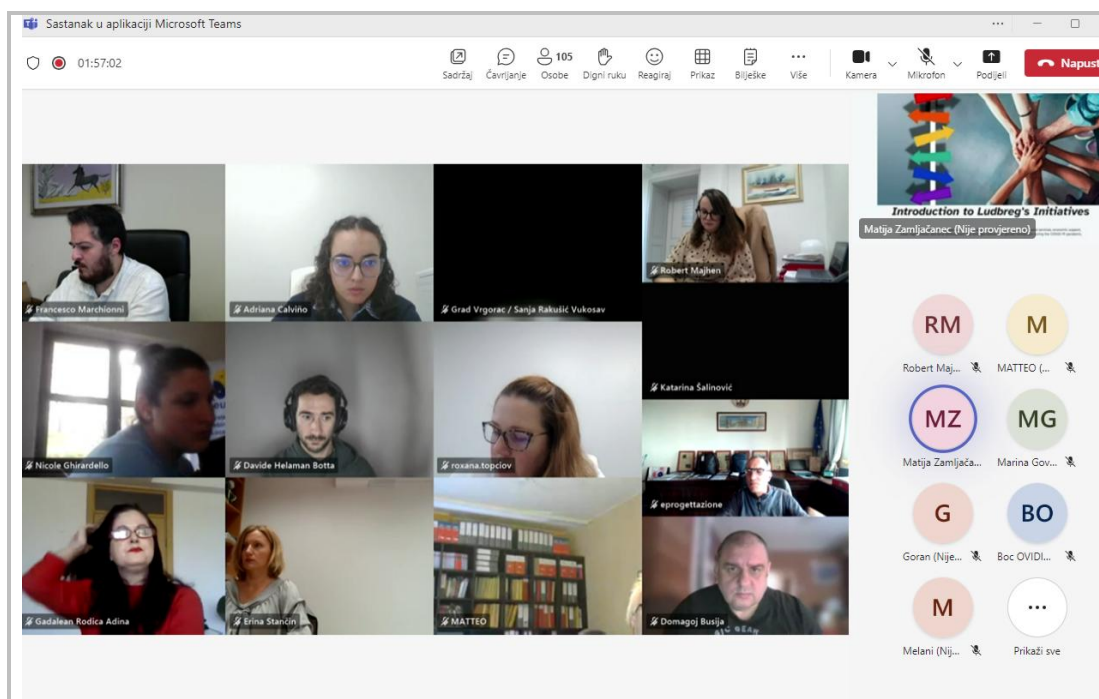 Sastanak u aplikaciji Microsoft Teams
01:57:02
Sadržaj
Čavrljanje
105
Osobe
Digni ruku
Reagiraj
Prikaz
Bilješke
Više
Kamera
Mikrofon
Podijeli
Napust
Introduction to Ludbreg's Initiatives
Matija Zamljačanec (Nije provjereno)
Francesco Marchionni
Adriana Calviño
Grad Vrgorac / Sanja Rakušić Vukosav
Robert Majhen
Katarina Šalinović
Nicole Ghirardello
Davide Helaman Botta
roxana.topciov
eprogettazione
Gadalean Rodica Adina
Erina Stančin
MATTEO
Domagoj Busija
RM
M
Robert Maj...
MATTEO (...
MZ
MG
Matija Zamljača...
Marina Gov...
G
BO
Goran (Nije...
Boc OVIDI...
M
Melani (Nij...
Prikaži sve